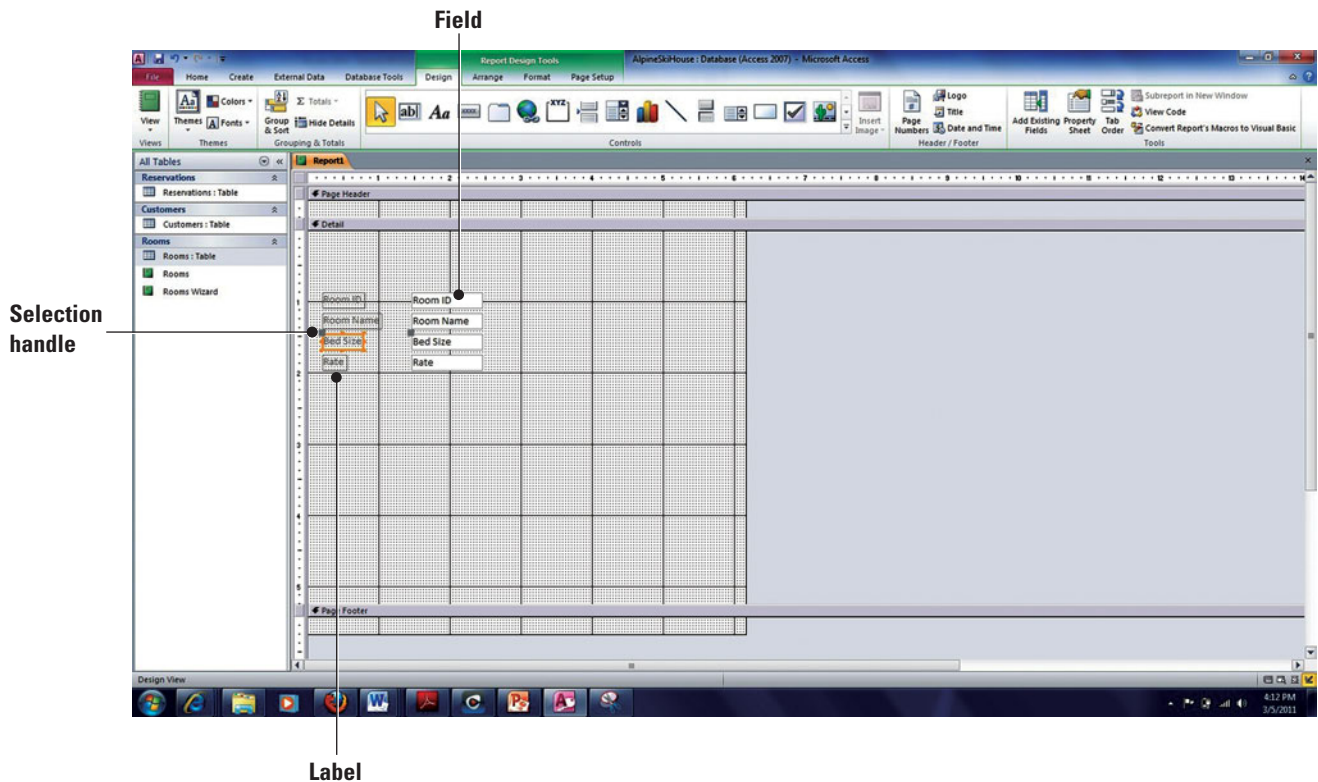 Field
Report Design Tools AlpineSkiHouse : Database (Access 2007) - Microsoft Access
File Home Create External Data Database Tools Design Arrange Format Page Setup
View Themes Colors Fonts Group & Sort Totals Hide Details ab Aa XYZ Insert Image Page Numbers Logo Title Date and Time Add Existing Fields Property Sheet Tab Order Subreport in New Window View Code Convert Report's Macros to Visual Basic
Views Themes Grouping & Totals Controls Header / Footer Tools
All Tables Report1
Reservations
Reservations : Table
Page Header
Customers
Customers : Table
Detail
Rooms
Rooms : Table
Rooms
Rooms Wizard
Room ID Room ID
Selection
handle
Room Name Room Name
Bed Size Bed Size
Rate Rate
Page Footer
Design View
4:12 PM
3/5/2011
Label